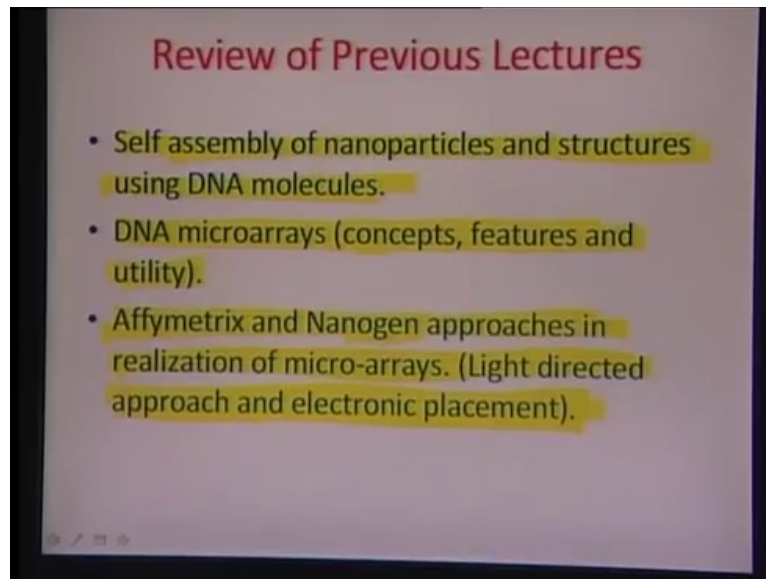 Review of Previous Lectures
• Self assembly of nanoparticles and structures
using DNA molecules.
• DNA microarrays (concepts, features and
utility).
• Affymetrix and Nanogen approaches in
realization of micro-arrays. (Light directed
approach and electronic placement).